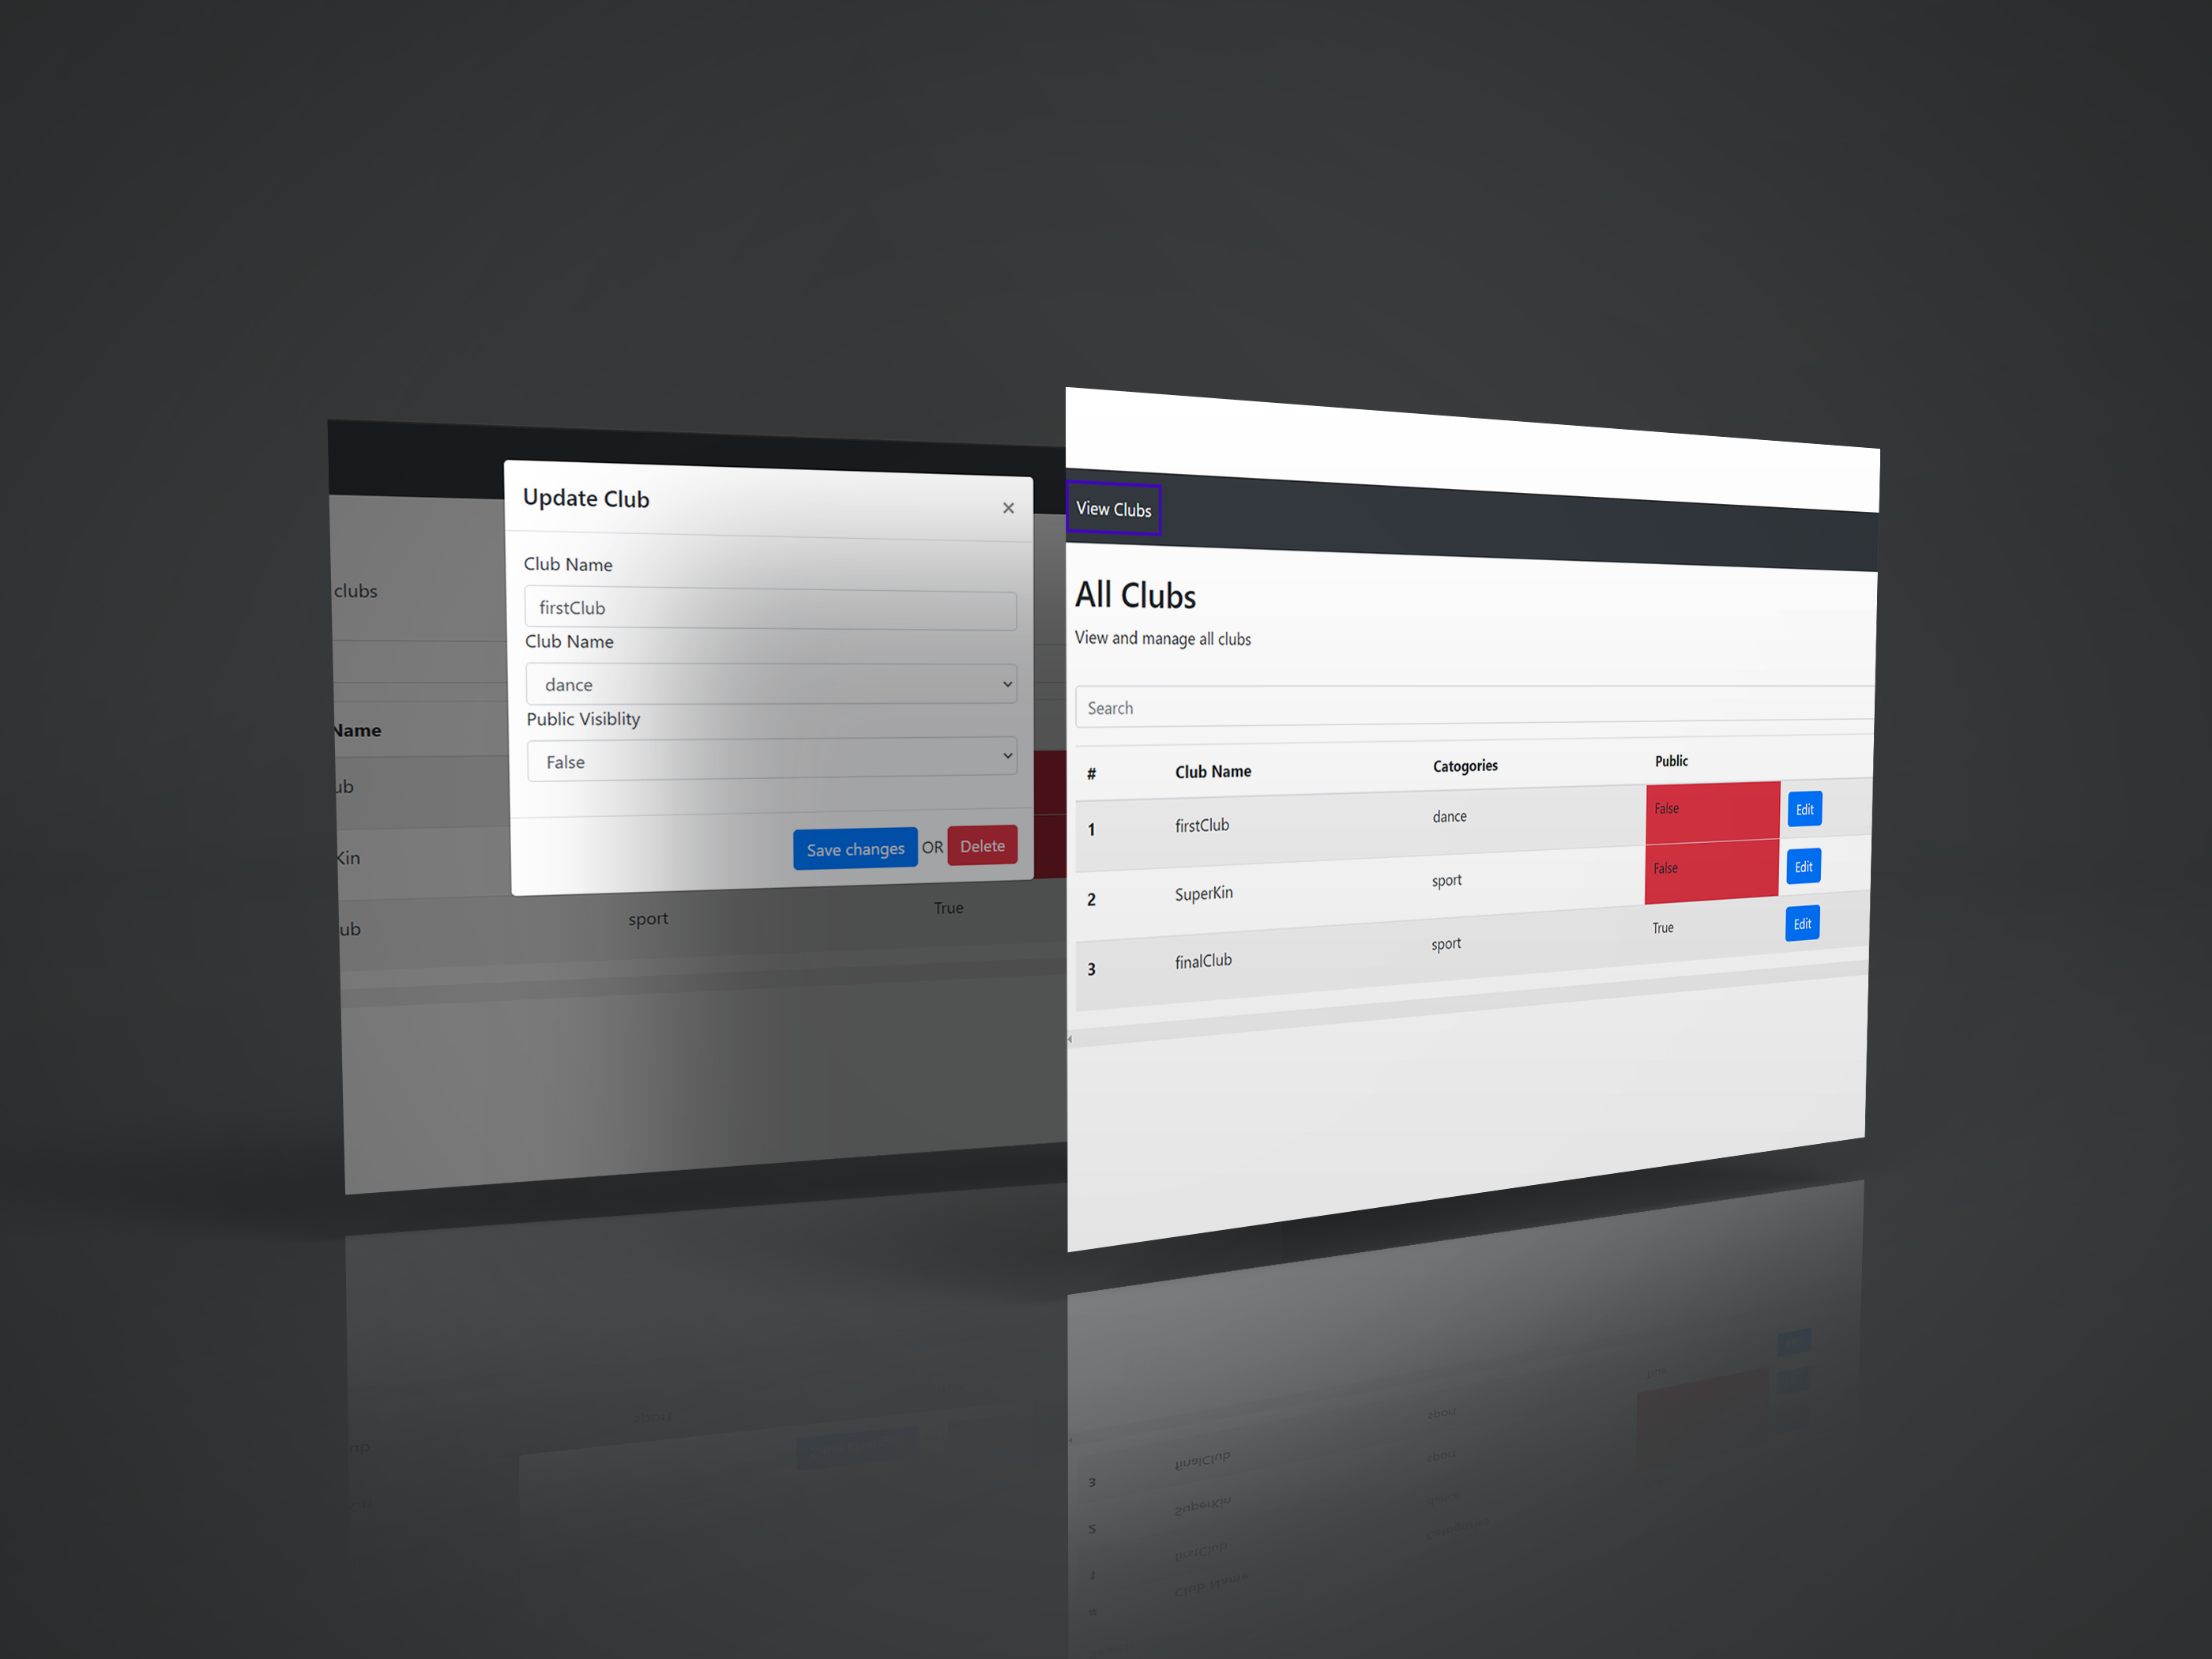 clubs
Name
ub
Kin
ub
sport
True
Update Club
×
Club Name
firstClub
Club Name
dance
Public Visiblity
False
Save changes OR Delete
View Clubs
All Clubs
View and manage all clubs
Search
# Club Name Catogories Public
1 firstClub dance False Edit
2 SuperKin sport False Edit
3 finalClub sport True Edit